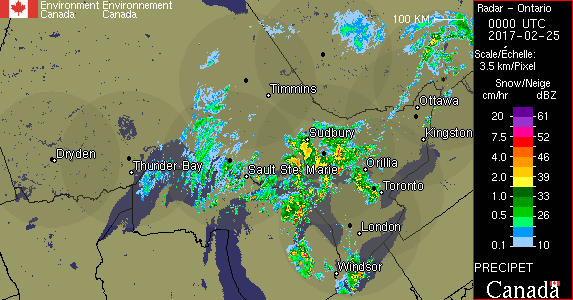 Environment Environnement
Canada Canada
100 KM
Timmins
Ottawa
Sudbury
Kingston
Dryden
Thunder Bay
Sault Ste. Marie
Orillia
Toronto
London
Windsor
Radar - Ontario
0000 UTC
2017-02-25
Scale/Échelle:
3.5 km/Pixel
Snow/Neige
cm/hr dBZ
20 61
7.5 52
4.0 46
2.0 39
1.0 33
0.5 26
0.1 10
PRECIPET
Canada